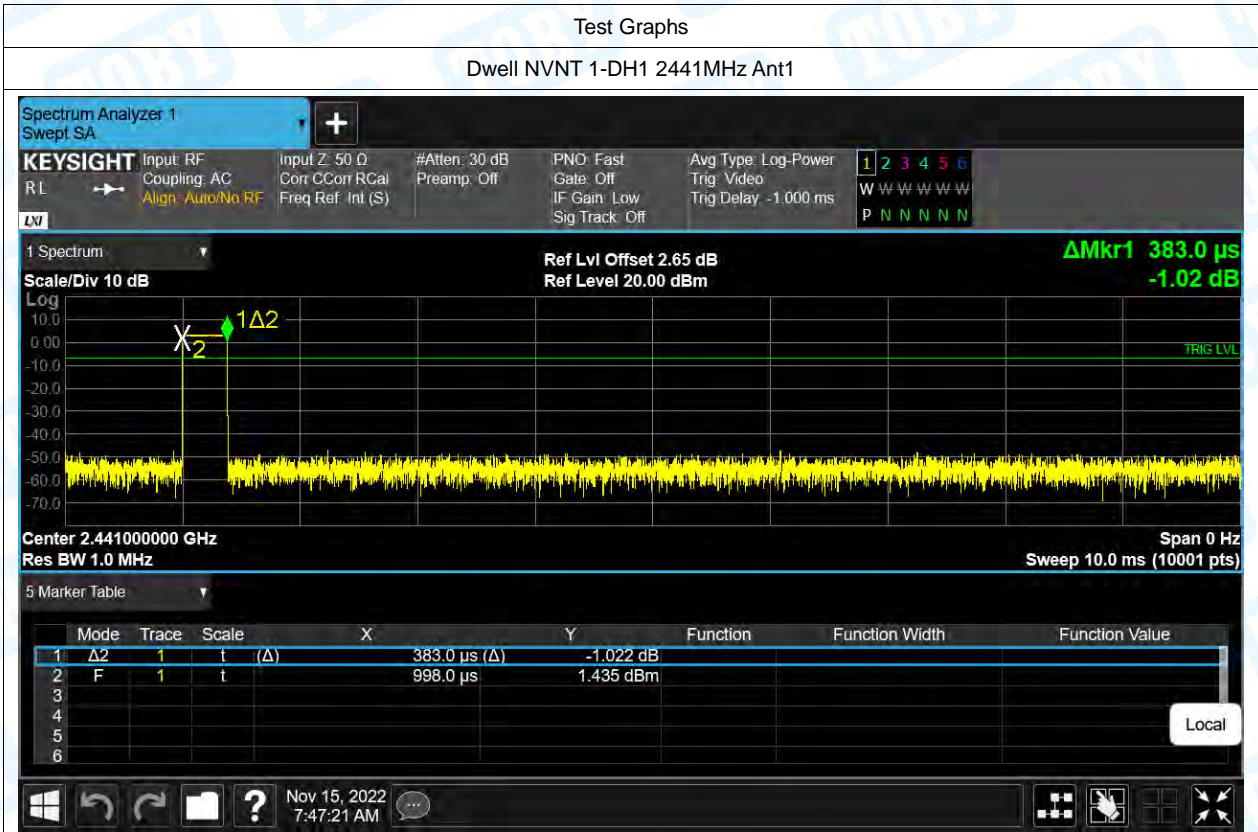 Test Graphs
Dwell NVNT 1-DH1 2441MHz Ant1
Spectrum Analyzer 1
Swept SA
+
KEYSIGHT Input: RF Input Z: 50 Ω #Atten: 30 dB PNO: Fast Avg Type: Log-Power 1 2 3 4 5 6
RL Coupling: AC Corr CCorr RCal Preamp: Off Gate: Off Trig: Video W W W W W W
Align: Auto/No RF Freq Ref: Int (S) IF Gain: Low Trig Delay: -1.000 ms
LXI Sig Track: Off P N N N N N
1 Spectrum Ref Lvl Offset 2.65 dB ΔMkr1 383.0 µs
Scale/Div 10 dB Ref Level 20.00 dBm -1.02 dB
Log
10.0 1Δ2
0.00 X 2
TRIG LVL
-10.0
-20.0
-30.0
-40.0
-50.0
-60.0
-70.0
Center 2.441000000 GHz Span 0 Hz
Res BW 1.0 MHz Sweep 10.0 ms (10001 pts)
5 Marker Table
Mode Trace Scale X Y Function Function Width Function Value
1 Δ2 1 t (Δ) 383.0 µs (Δ) -1.022 dB
2 F 1 t 998.0 µs 1.435 dBm
3
4
5
6
Local
? Nov 15, 2022
7:47:21 AM
TOBY